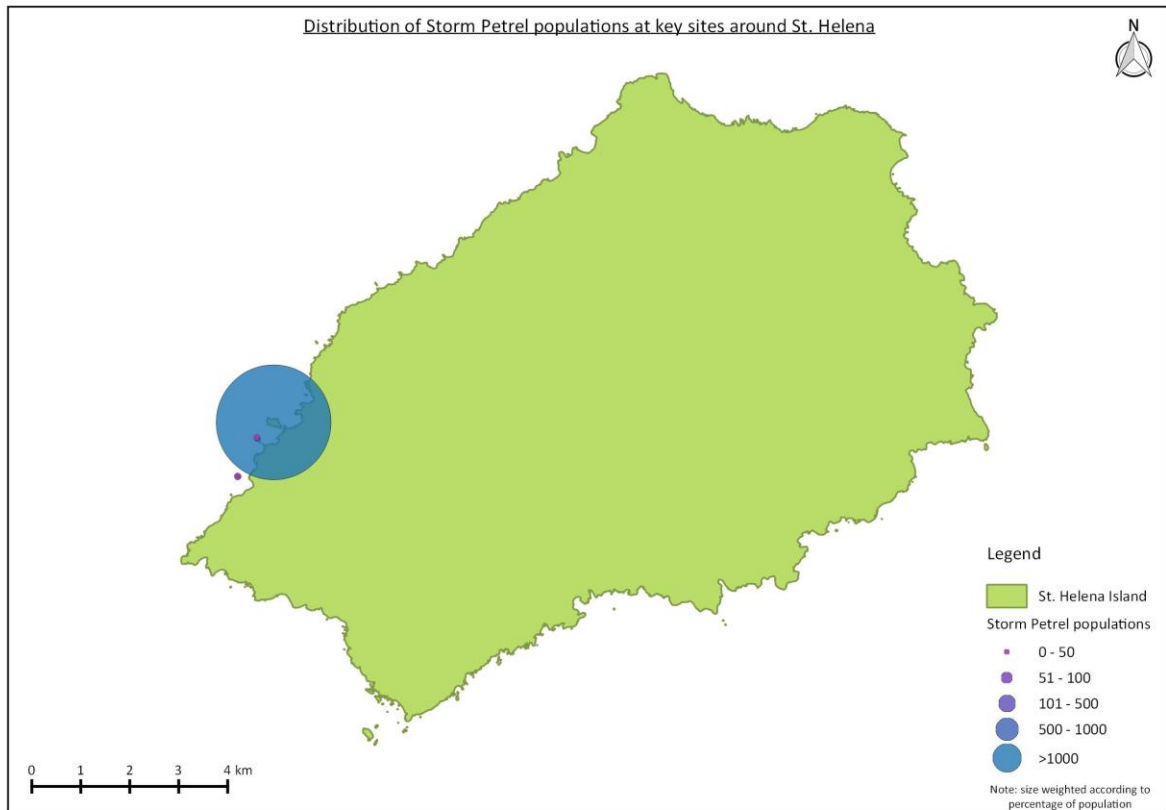 Distribution of Storm Petrel populations at key sites around St. Helena
N
Legend
St. Helena Island
Storm Petrel populations
0 - 50
51 - 100
101 - 500
500 - 1000
>1000
Note: size weighted according to
percentage of population
0 1 2 3 4 km